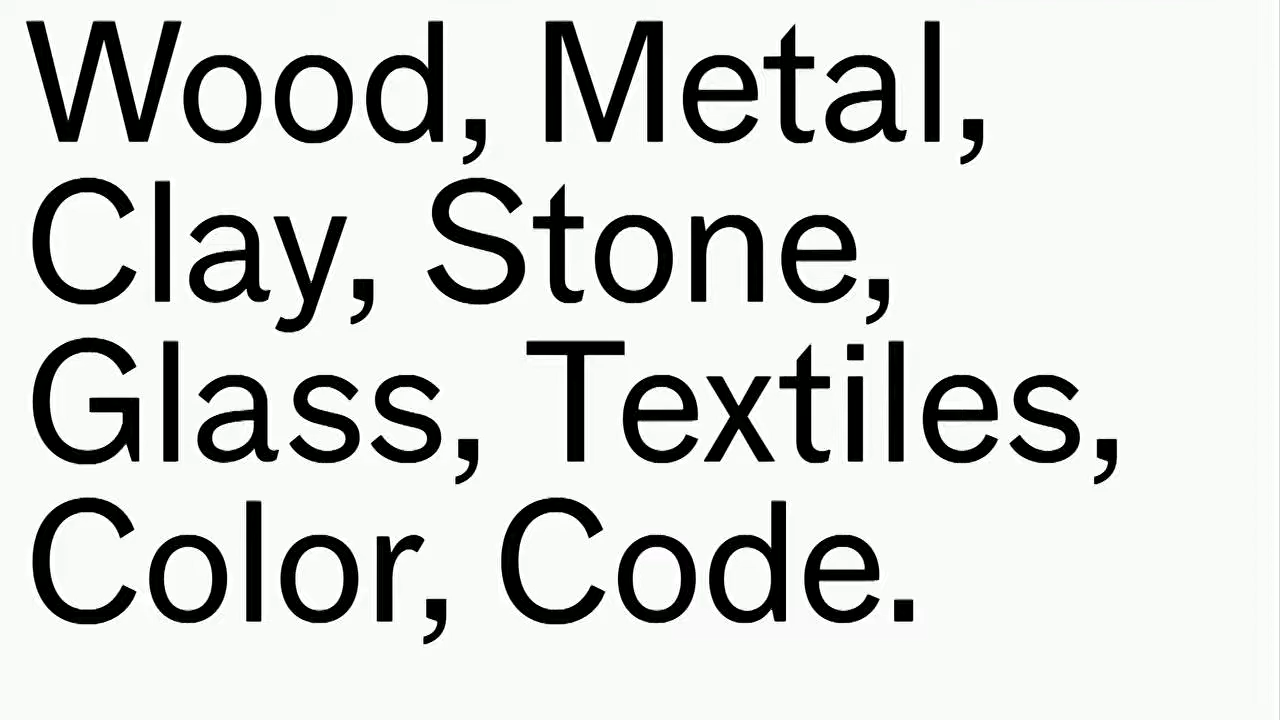 Wood, Metal,
Clay, Stone,
Glass, Textiles,
Color, Code.